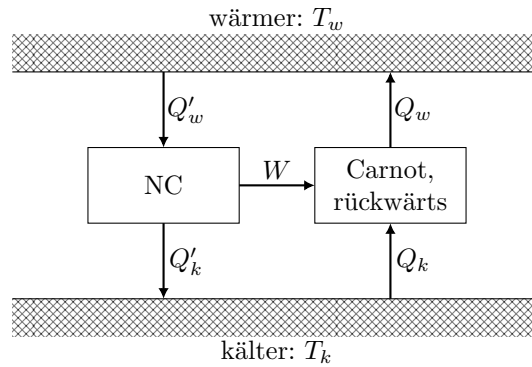 wärmer: T_w
Q′_w
Q_w
NC
W
Carnot,
rückwärts
Q′_k
Q_k
kälter: T_k